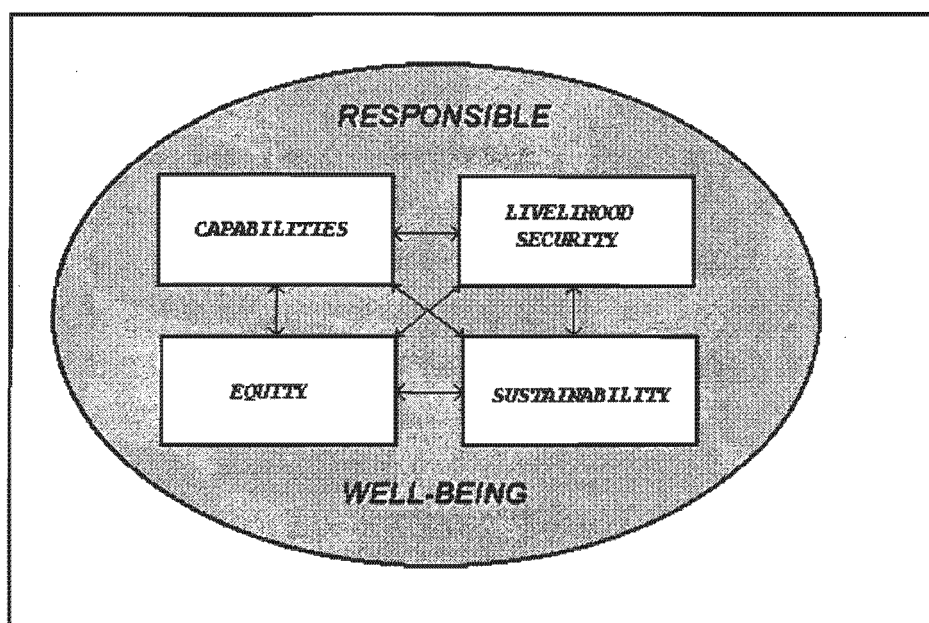 RESPONSIBLE
CAPABILITIES
LIVELIHOOD
SECURITY
EQUITY
SUSTAINABILITY
WELL-BEING